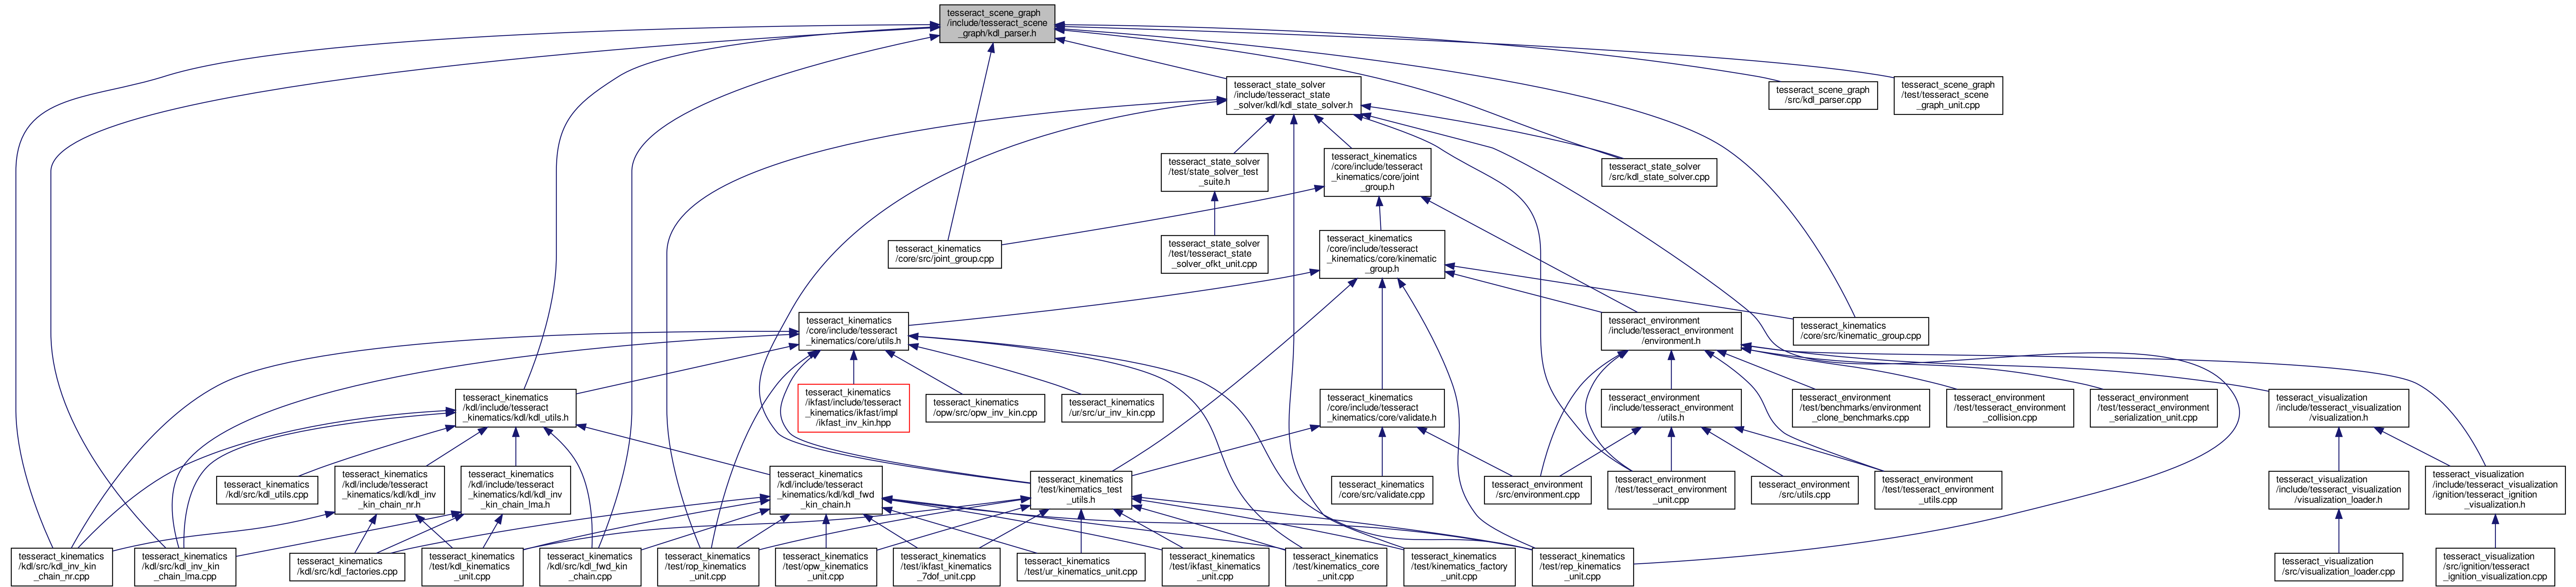 tesseract_scene_graph
/include/tesseract_scene
_graph/kdl_parser.h
tesseract_state_solver
/include/tesseract_state
_solver/kdl/kdl_state_solver.h
tesseract_scene_graph
/src/kdl_parser.cpp
tesseract_scene_graph
/test/tesseract_scene
_graph_unit.cpp
tesseract_state_solver
/test/state_solver_test
_suite.h
tesseract_kinematics
/core/include/tesseract
_kinematics/core/joint
_group.h
tesseract_state_solver
/src/kdl_state_solver.cpp
tesseract_kinematics
/core/src/joint_group.cpp
tesseract_state_solver
/test/tesseract_state
_solver_ofkt_unit.cpp
tesseract_kinematics
/core/include/tesseract
_kinematics/core/kinematic
_group.h
tesseract_kinematics
/core/include/tesseract
_kinematics/core/utils.h
tesseract_environment
/include/tesseract_environment
/environment.h
tesseract_kinematics
/core/src/kinematic_group.cpp
tesseract_kinematics
/kdl/include/tesseract
_kinematics/kdl/kdl_utils.h
tesseract_kinematics
/ikfast/include/tesseract
_kinematics/ikfast/impl
/ikfast_inv_kin.hpp
tesseract_kinematics
/opw/src/opw_inv_kin.cpp
tesseract_kinematics
/ur/src/ur_inv_kin.cpp
tesseract_kinematics
/core/include/tesseract
_kinematics/core/validate.h
tesseract_environment
/include/tesseract_environment
/utils.h
tesseract_environment
/test/benchmarks/environment
_clone_benchmarks.cpp
tesseract_environment
/test/tesseract_environment
_collision.cpp
tesseract_environment
/test/tesseract_environment
_serialization_unit.cpp
tesseract_visualization
/include/tesseract_visualization
/visualization.h
tesseract_kinematics
/kdl/src/kdl_utils.cpp
tesseract_kinematics
/kdl/include/tesseract
_kinematics/kdl/kdl_inv
_kin_chain_nr.h
tesseract_kinematics
/kdl/include/tesseract
_kinematics/kdl/kdl_inv
_kin_chain_lma.h
tesseract_kinematics
/kdl/include/tesseract
_kinematics/kdl/kdl_fwd
_kin_chain.h
tesseract_kinematics
/test/kinematics_test
_utils.h
tesseract_kinematics
/core/src/validate.cpp
tesseract_environment
/src/environment.cpp
tesseract_environment
/test/tesseract_environment
_unit.cpp
tesseract_environment
/src/utils.cpp
tesseract_environment
/test/tesseract_environment
_utils.cpp
tesseract_visualization
/include/tesseract_visualization
/visualization_loader.h
tesseract_visualization
/ignition/tesseract_ignition
_visualization.h
tesseract_kinematics
/kdl/src/kdl_inv_kin
_chain_nr.cpp
tesseract_kinematics
/kdl/src/kdl_inv_kin
_chain_lma.cpp
tesseract_kinematics
/kdl/src/kdl_factories.cpp
tesseract_kinematics
/test/kdl_kinematics
_unit.cpp
tesseract_kinematics
/kdl/src/kdl_fwd_kin
_chain.cpp
tesseract_kinematics
/test/rop_kinematics
_unit.cpp
tesseract_kinematics
/test/opw_kinematics
_unit.cpp
tesseract_kinematics
/test/ikfast_kinematics
_7dof_unit.cpp
tesseract_kinematics
/test/ur_kinematics_unit.cpp
tesseract_kinematics
/test/ikfast_kinematics
_unit.cpp
tesseract_kinematics
/test/kinematics_core
_unit.cpp
tesseract_kinematics
/test/kinematics_factory
_unit.cpp
tesseract_kinematics
/test/rep_kinematics
_unit.cpp
tesseract_visualization
/src/visualization_loader.cpp
tesseract_visualization
/src/ignition/tesseract
_ignition_visualization.cpp